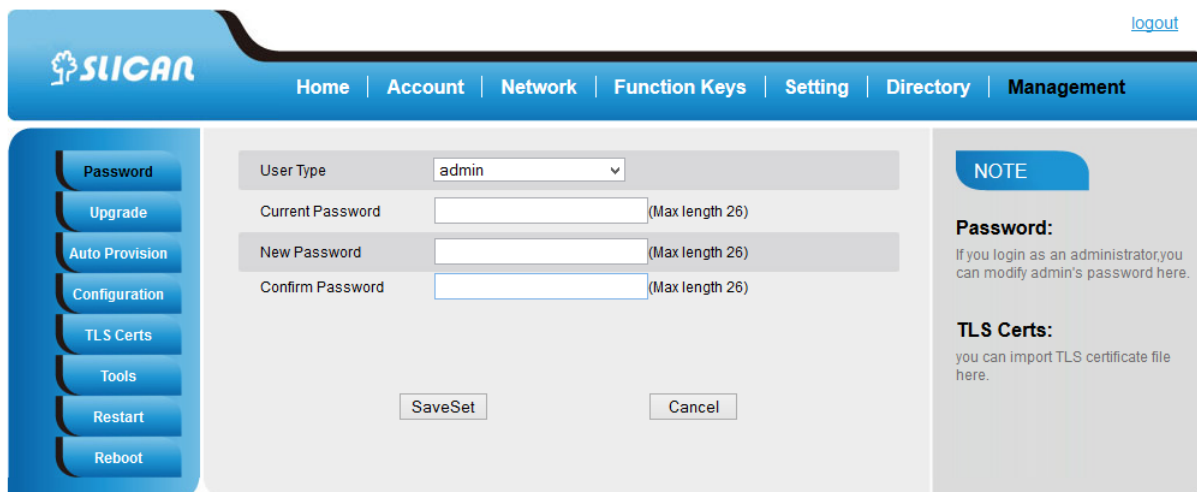 logout
SLICAN
Home Account Network Function Keys Setting Directory Management
Password
Upgrade
Auto Provision
Configuration
TLS Certs
Tools
Restart
Reboot
User Type admin
Current Password (Max length 26)
New Password (Max length 26)
Confirm Password (Max length 26)
SaveSet Cancel
NOTE
Password:
If you login as an administrator,you
can modify admin's password here.
TLS Certs:
you can import TLS certificate file
here.